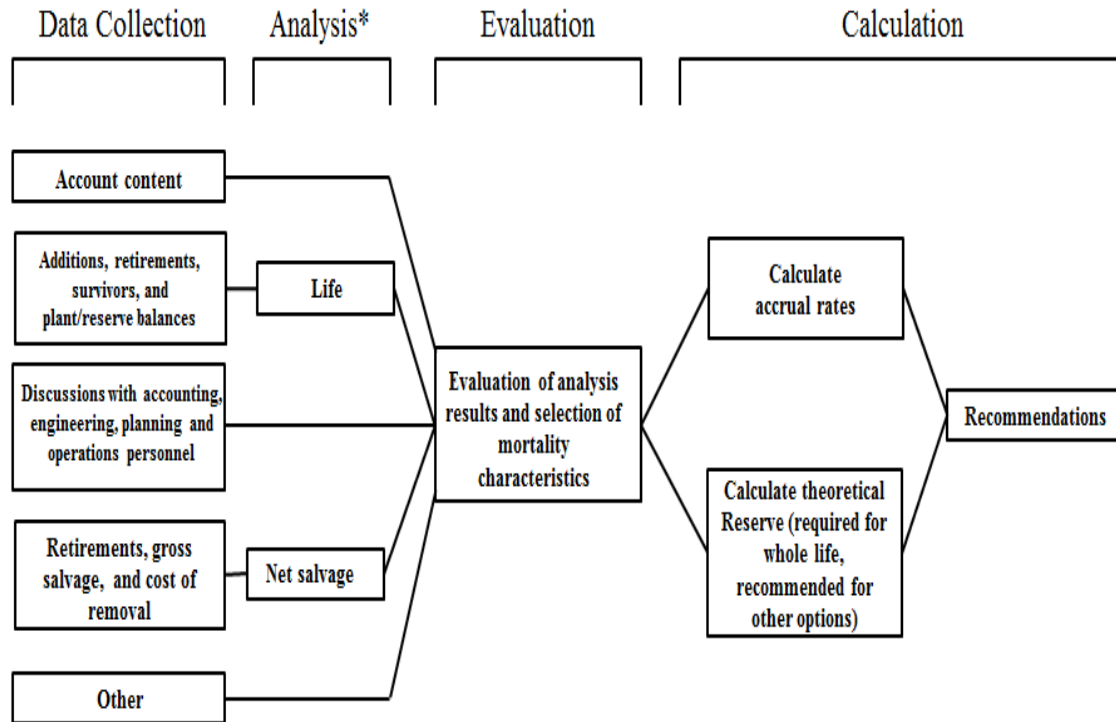 Data Collection
Analysis*
Evaluation
Calculation
Account content
Additions, retirements,
survivors, and
plant/reserve balances
Life
Discussions with accounting,
engineering, planning and
operations personnel
Retirements, gross
salvage, and cost of
removal
Net salvage
Other
Evaluation of analysis
results and selection of
mortality
characteristics
Calculate
accrual rates
Calculate theoretical
Reserve (required for
whole life,
recommended for
other options)
Recommendations